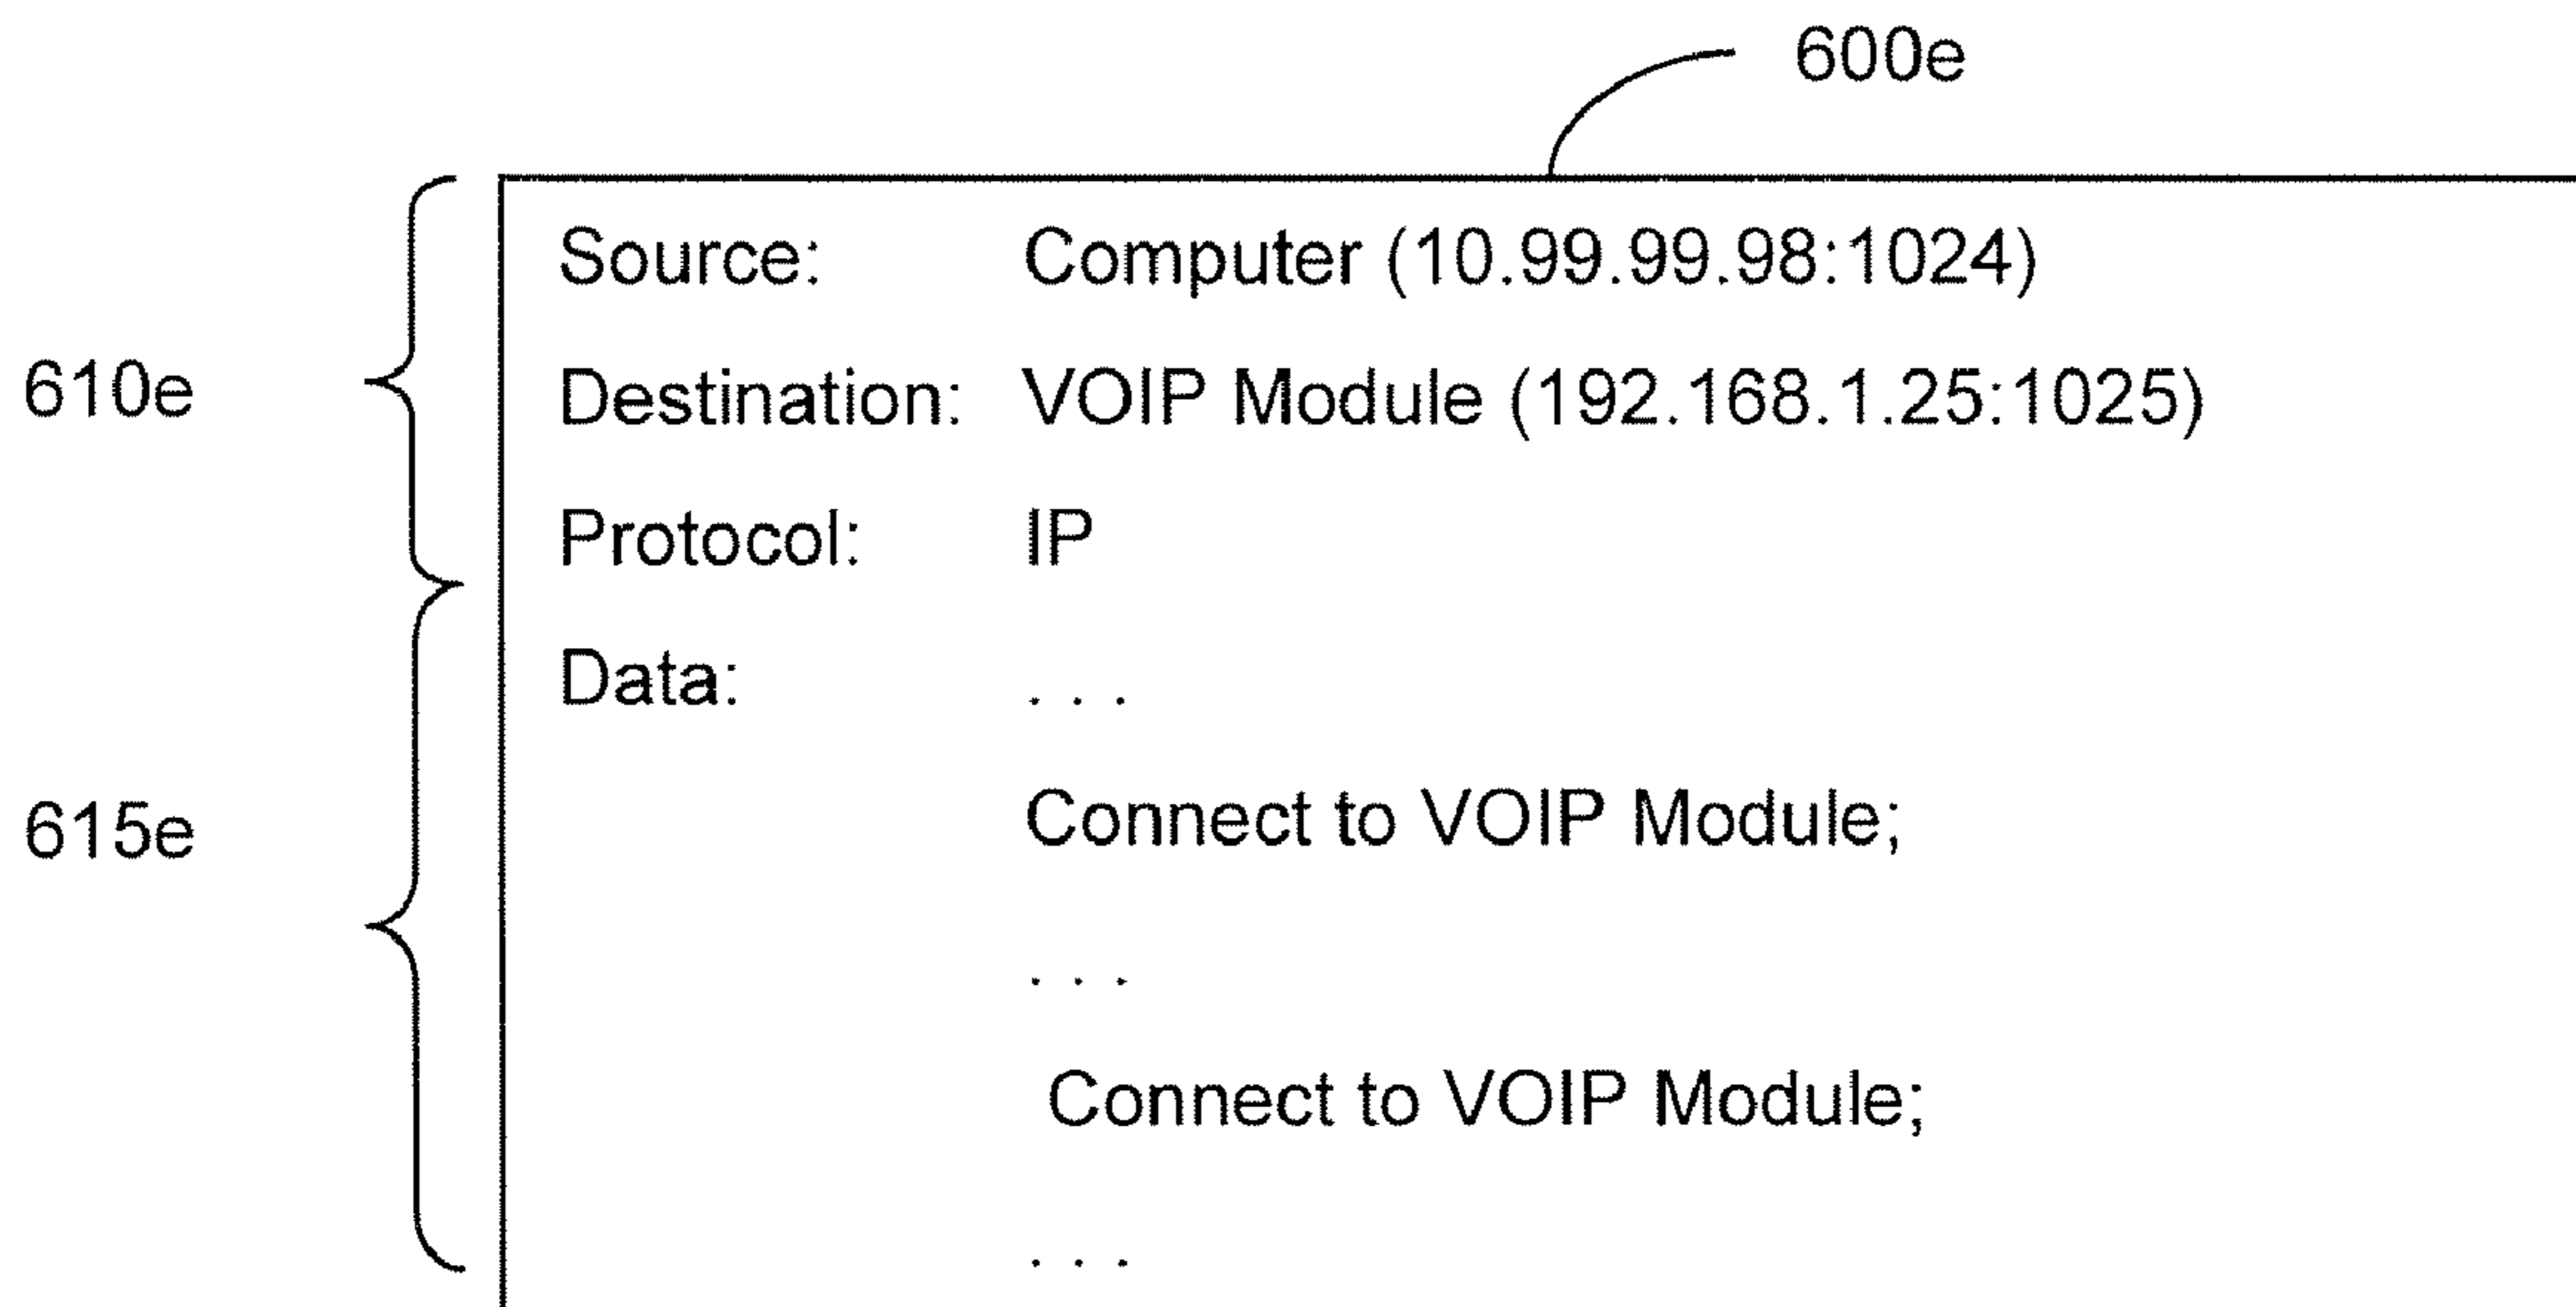 600e
Source: Computer (10.99.99.98:1024)
610e
Destination: VOIP Module (192.168.1.25:1025)
Protocol: IP
Data: . . .
615e
Connect to VOIP Module;
. . .
Connect to VOIP Module;
. . .